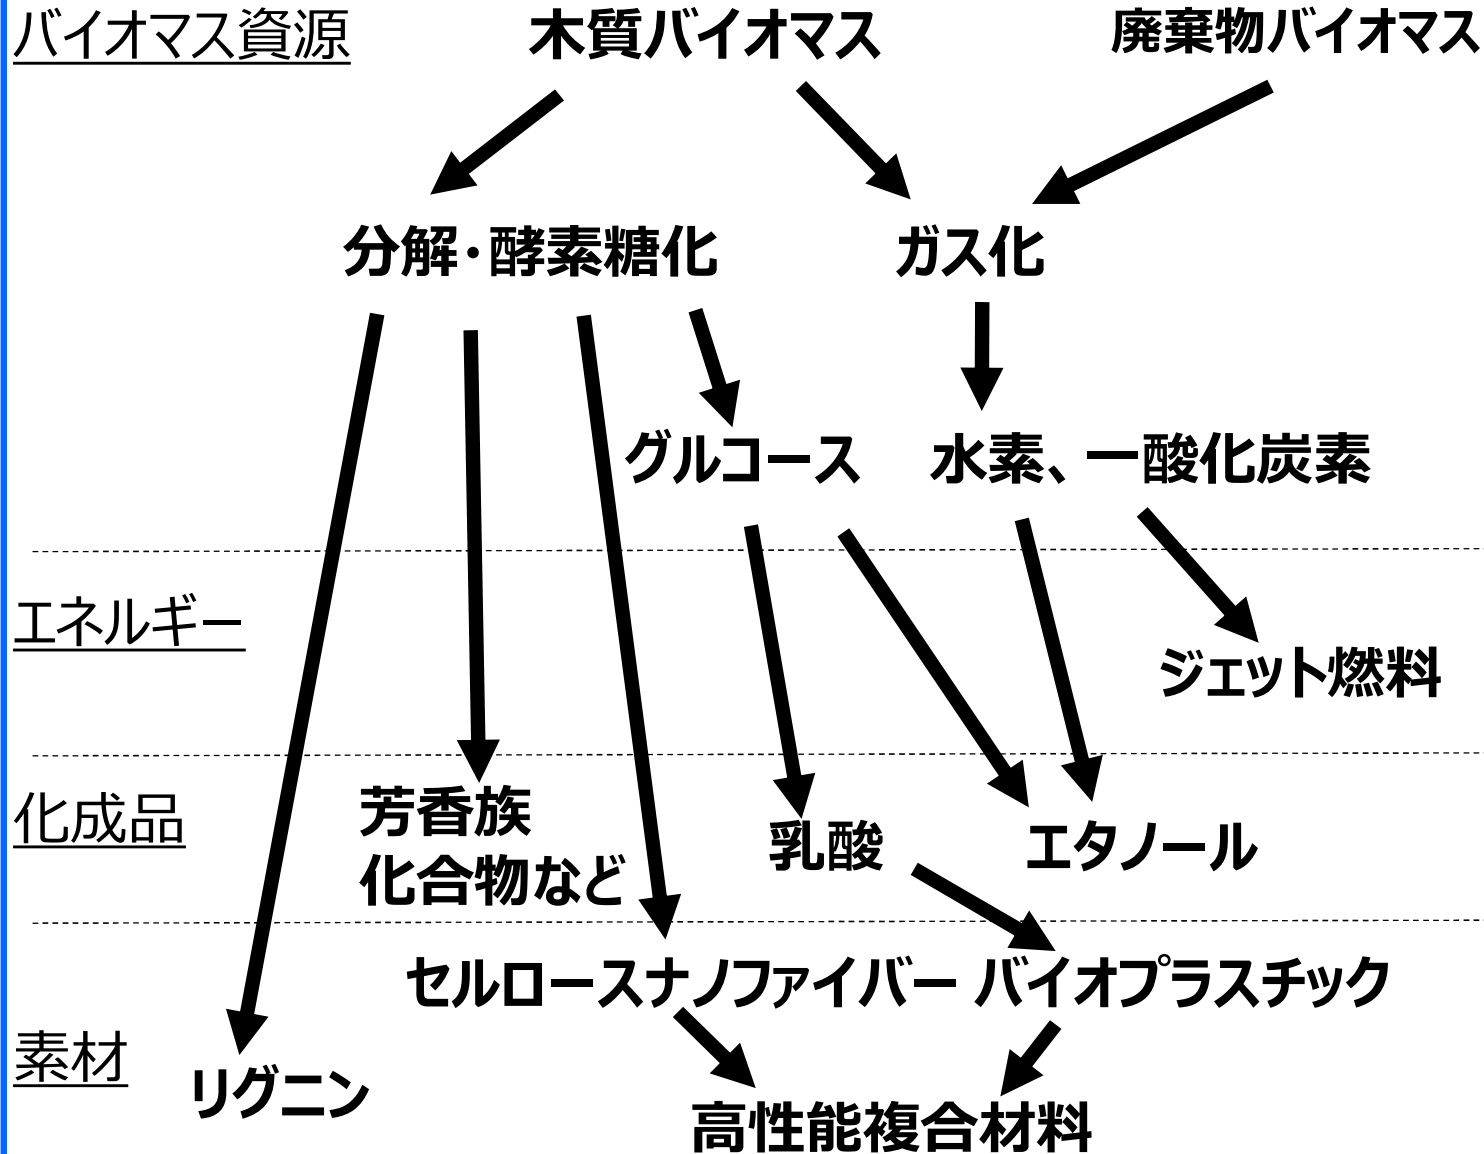 バイオマス資源
木質バイオマス
廃棄物バイオマス
分解・酵素糖化
ガス化
グルコース
水素、一酸化炭素
エネルギー
ジェット燃料
化成品
芳香族
化合物など
乳酸
エタノール
セルロースナノファイバー
バイオプラスチック
素材
リグニン
高性能複合材料